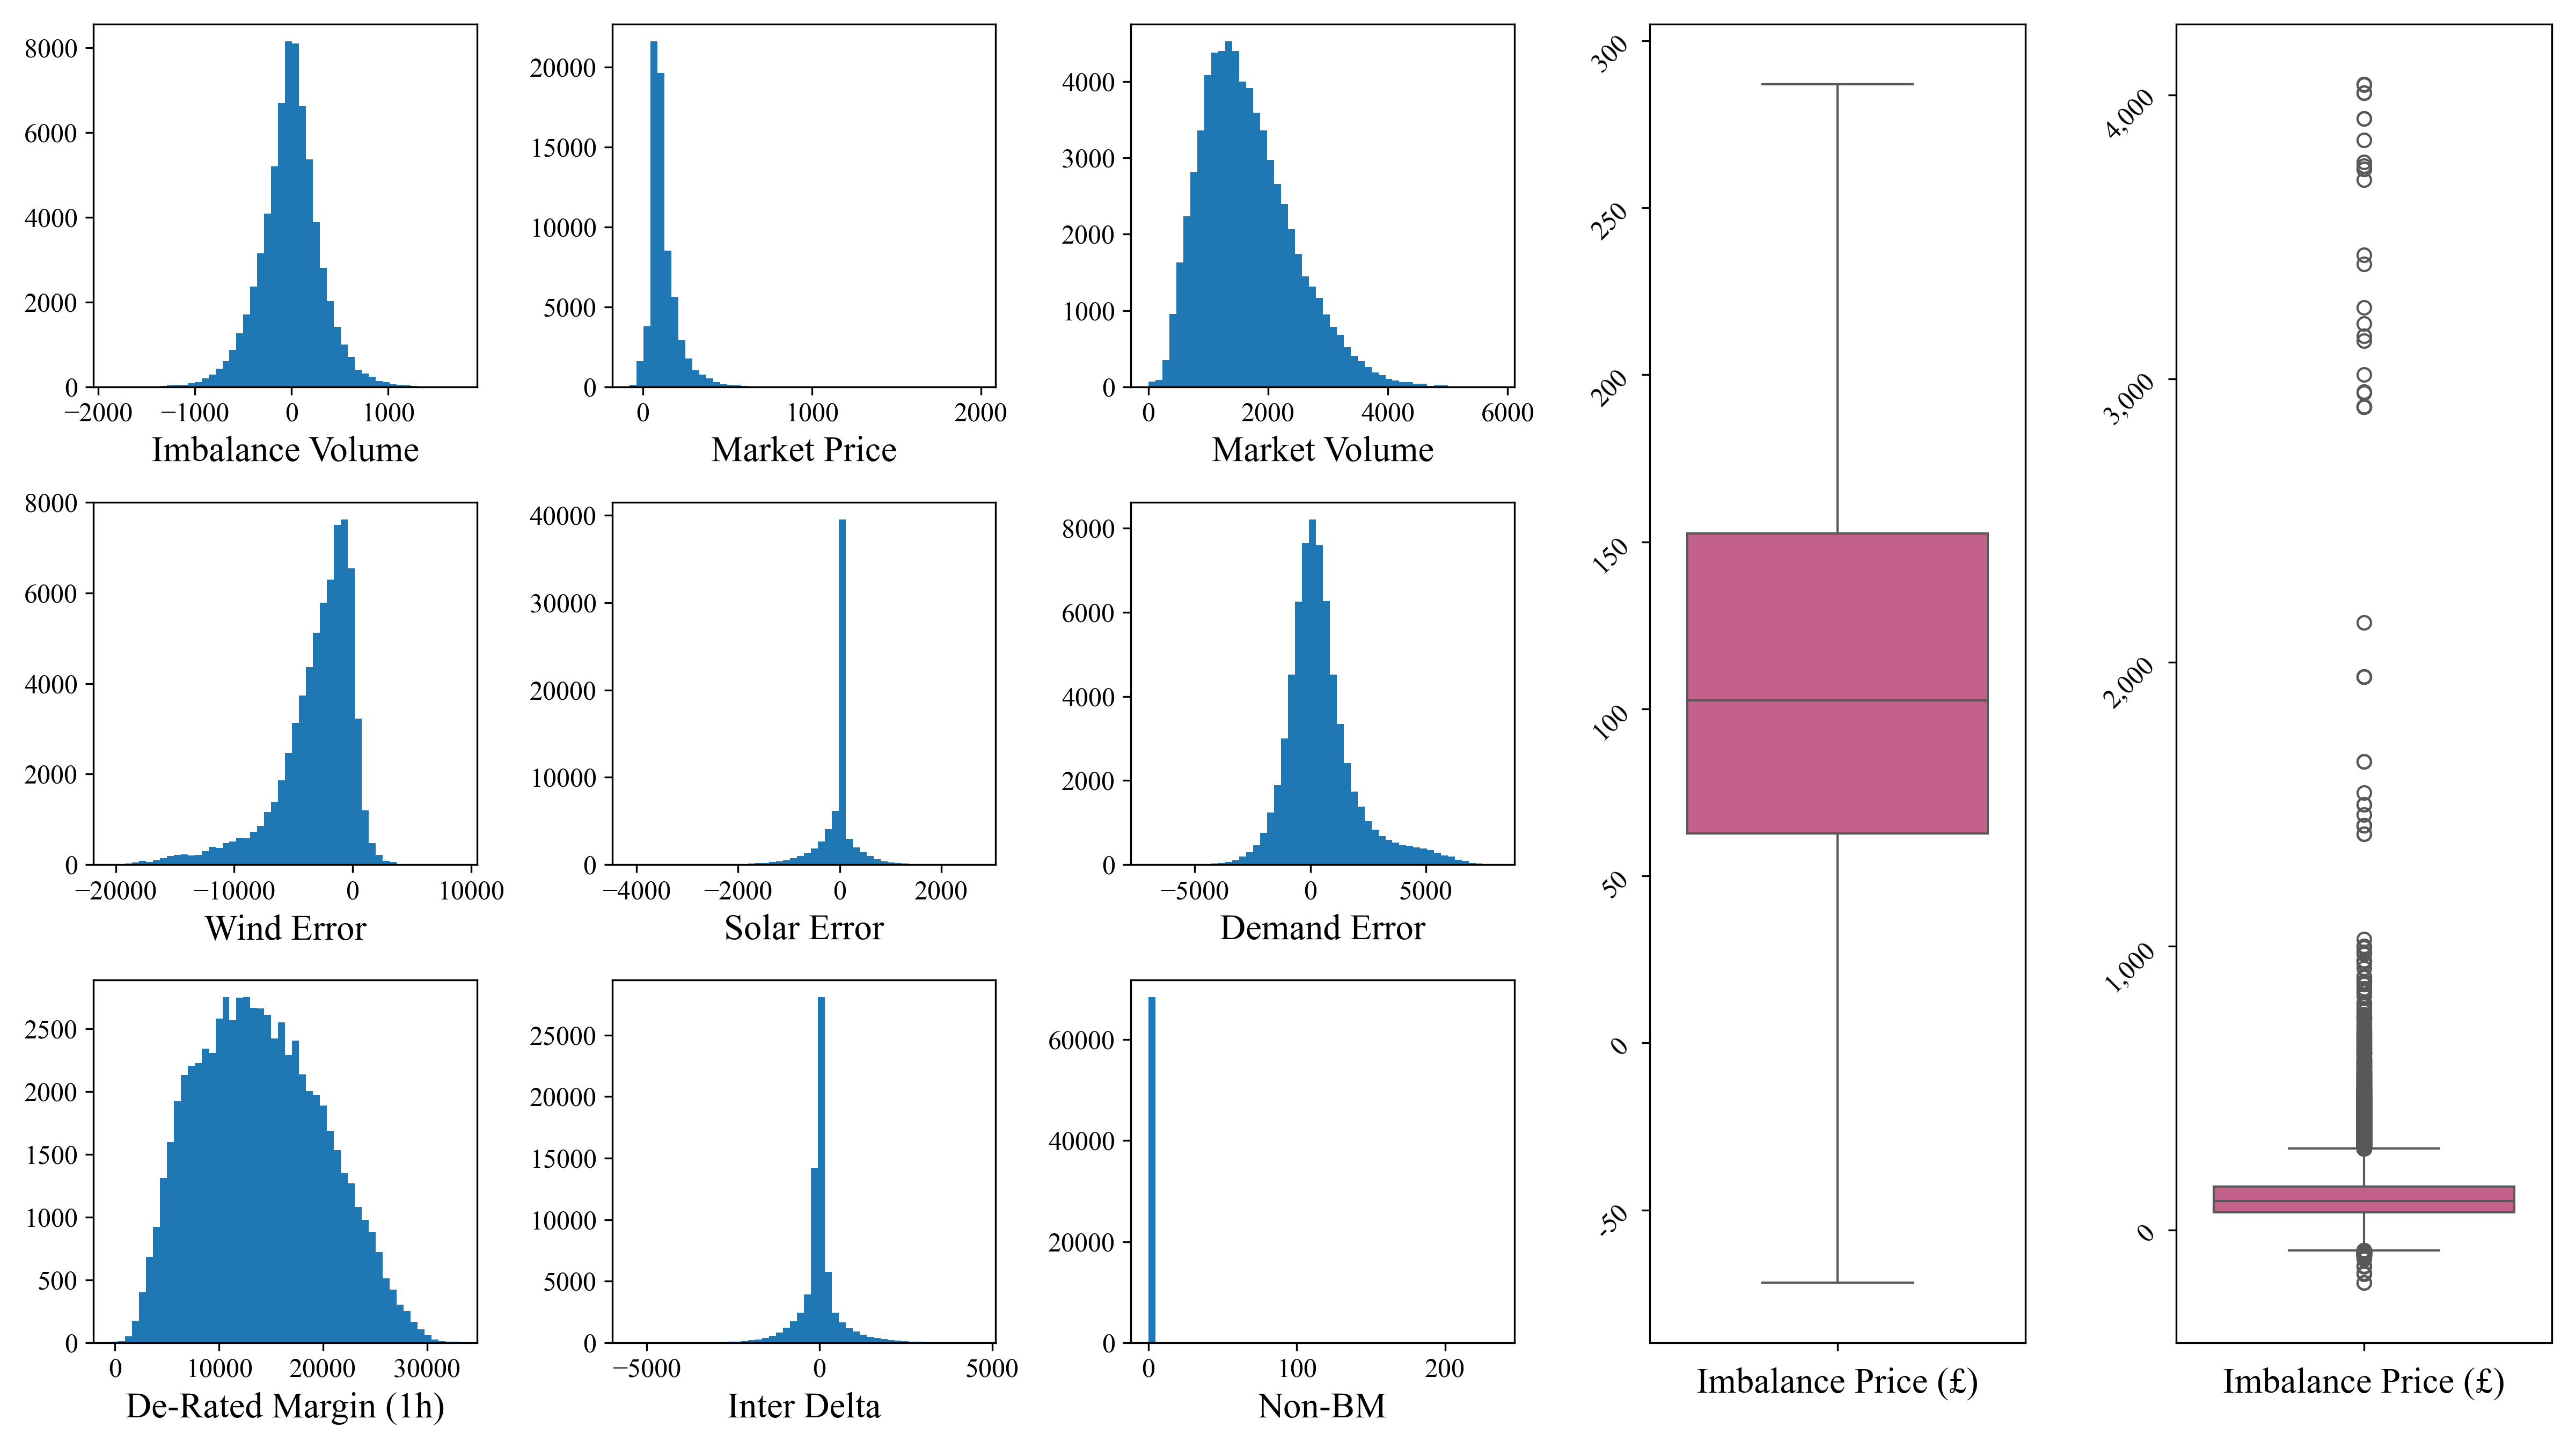 8000
6000
4000
2000
0
−2000 −1000 0 1000
Imbalance Volume
20000
15000
10000
5000
0
0 1000 2000
Market Price
4000
3000
2000
1000
0
0 2000 4000 6000
Market Volume
8000
6000
4000
2000
0
−20000 −10000 0 10000
Wind Error
40000
30000
20000
10000
0
−4000 −2000 0 2000
Solar Error
8000
6000
4000
2000
0
−5000 0 5000
Demand Error
2500
2000
1500
1000
500
0
0 10000 20000 30000
De-Rated Margin (1h)
25000
20000
15000
10000
5000
0
−5000 0 5000
Inter Delta
60000
40000
20000
0
0 100 200
Non-BM
300
250
200
150
100
50
0
-50
Imbalance Price (£)
4,000
3,000
2,000
1,000
0
Imbalance Price (£)